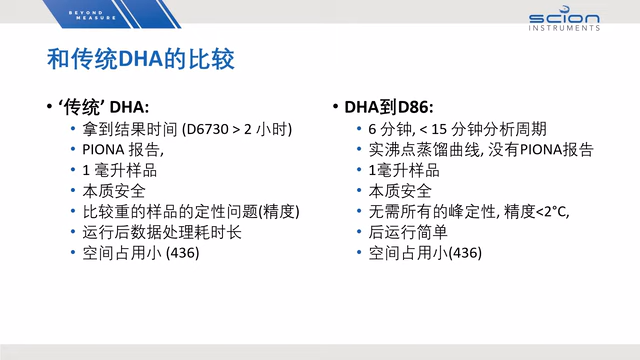 BEYOND
MEASURE
scion
INSTRUMENTS
和传统DHA的比较
• ‘传统’ DHA:
• 拿到结果时间 (D6730 > 2 小时)
• PIONA 报告,
• 1 毫升样品
• 本质安全
• 比较重的样品的定性问题(精度)
• 运行后数据处理耗时长
• 空间占用小 (436)
• DHA到D86:
• 6 分钟, < 15 分钟分析周期
• 实沸点蒸馏曲线, 没有PIONA报告
• 1毫升样品
• 本质安全
• 无需所有的峰定性, 精度<2°C,
• 后运行简单
• 空间占用小(436)